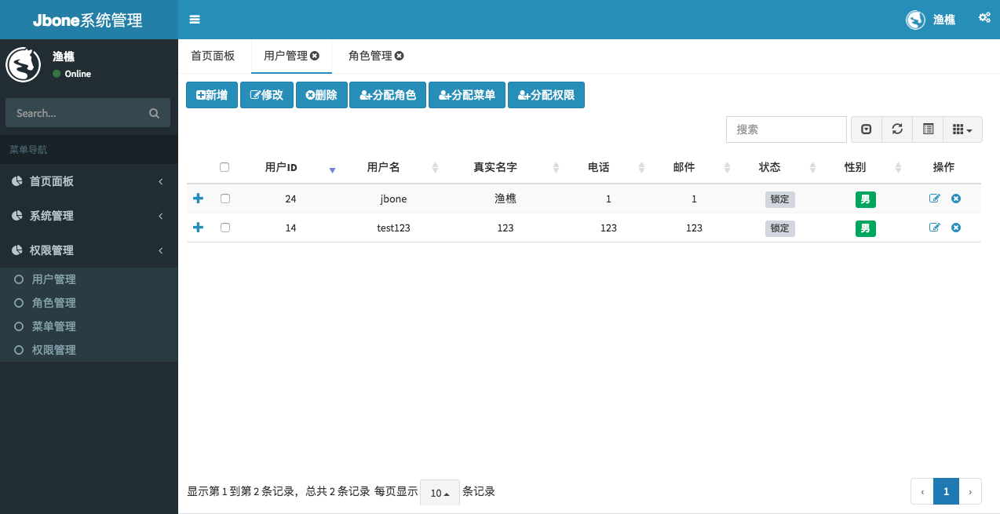 Jbone系统管理
渔樵
渔樵
Online
Search...
菜单导航
首页面板
系统管理
权限管理
用户管理
角色管理
菜单管理
权限管理
首页面板 用户管理 角色管理
新增 修改 删除 分配角色 分配菜单 分配权限
搜索
用户ID 用户名 真实名字 电话 邮件 状态 性别 操作
24 jbone 渔樵 1 1 锁定 男
14 test123 123 123 123 锁定 男
显示第 1 到第 2 条记录，总共 2 条记录 每页显示 10 条记录
‹ 1 ›